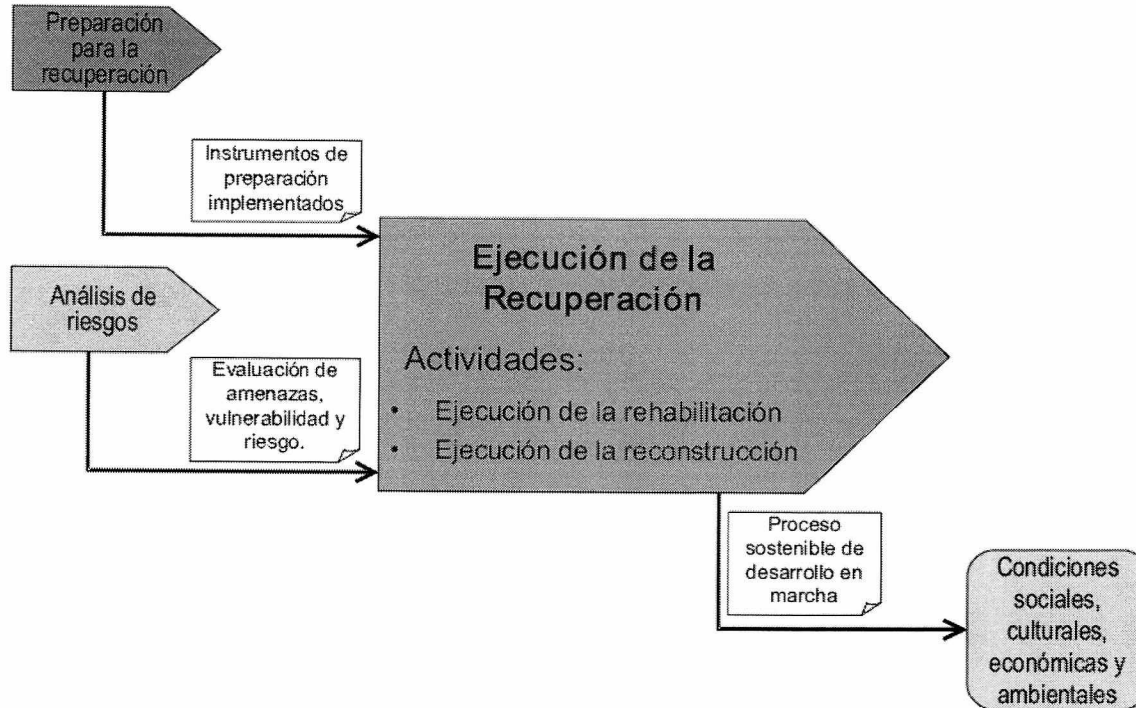 Preparación
para la
recuperación
Instrumentos de
preparación
implementados
Análisis de
riesgos
Evaluación de
amenazas,
vulnerabilidad y
riesgo.
Ejecución de la
Recuperación
Actividades:
• Ejecución de la rehabilitación
• Ejecución de la reconstrucción
Proceso
sostenible de
desarrollo en
marcha
Condiciones
sociales,
culturales,
económicas y
ambientales